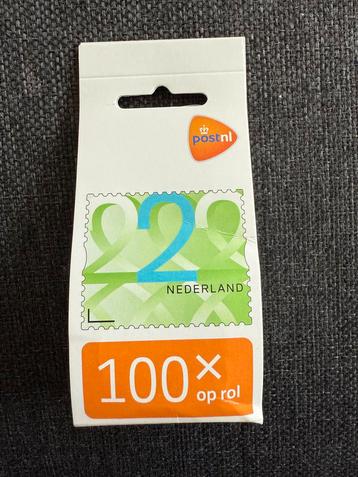 postnl
2
NEDERLAND
100×
op rol